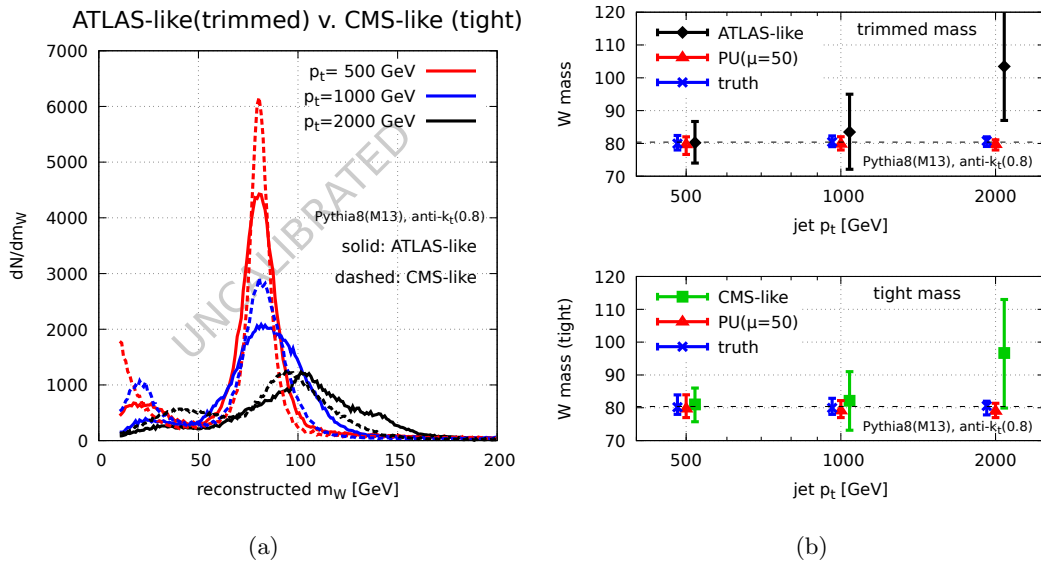 ATLAS-like(trimmed) v. CMS-like (tight)
dN/dm_W
7000
6000
5000
4000
3000
2000
1000
0
p_t= 500 GeV
p_t=1000 GeV
p_t=2000 GeV
UNCALIBRATED
Pythia8(M13), anti-k_t(0.8)
solid: ATLAS-like
dashed: CMS-like
0 50 100 150 200
reconstructed m_W [GeV]
(a)
W mass
120
110
100
90
80
70
ATLAS-like
PU(μ=50)
truth
trimmed mass
Pythia8(M13), anti-k_t(0.8)
500 1000 2000
jet p_t [GeV]
W mass (tight)
120
110
100
90
80
70
CMS-like
PU(μ=50)
truth
tight mass
Pythia8(M13), anti-k_t(0.8)
500 1000 2000
jet p_t [GeV]
(b)